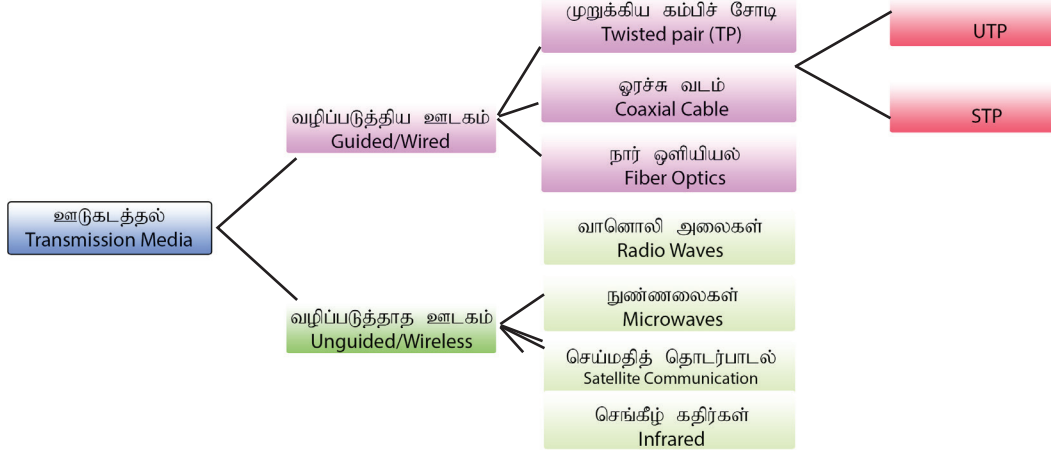 முறுக்கிய கம்பிச் சோடி
Twisted pair (TP)
UTP
ஓரச்சு வடம்
Coaxial Cable
STP
வழிப்படுத்திய ஊடகம்
Guided/Wired
நார் ஒளியியல்
Fiber Optics
ஊடுகடத்தல்
Transmission Media
வானொலி அலைகள்
Radio Waves
வழிப்படுத்தாத ஊடகம்
Unguided/Wireless
நுண்ணலைகள்
Microwaves
செய்மதித் தொடர்பாடல்
Satellite Communication
செங்கீழ் கதிர்கள்
Infrared